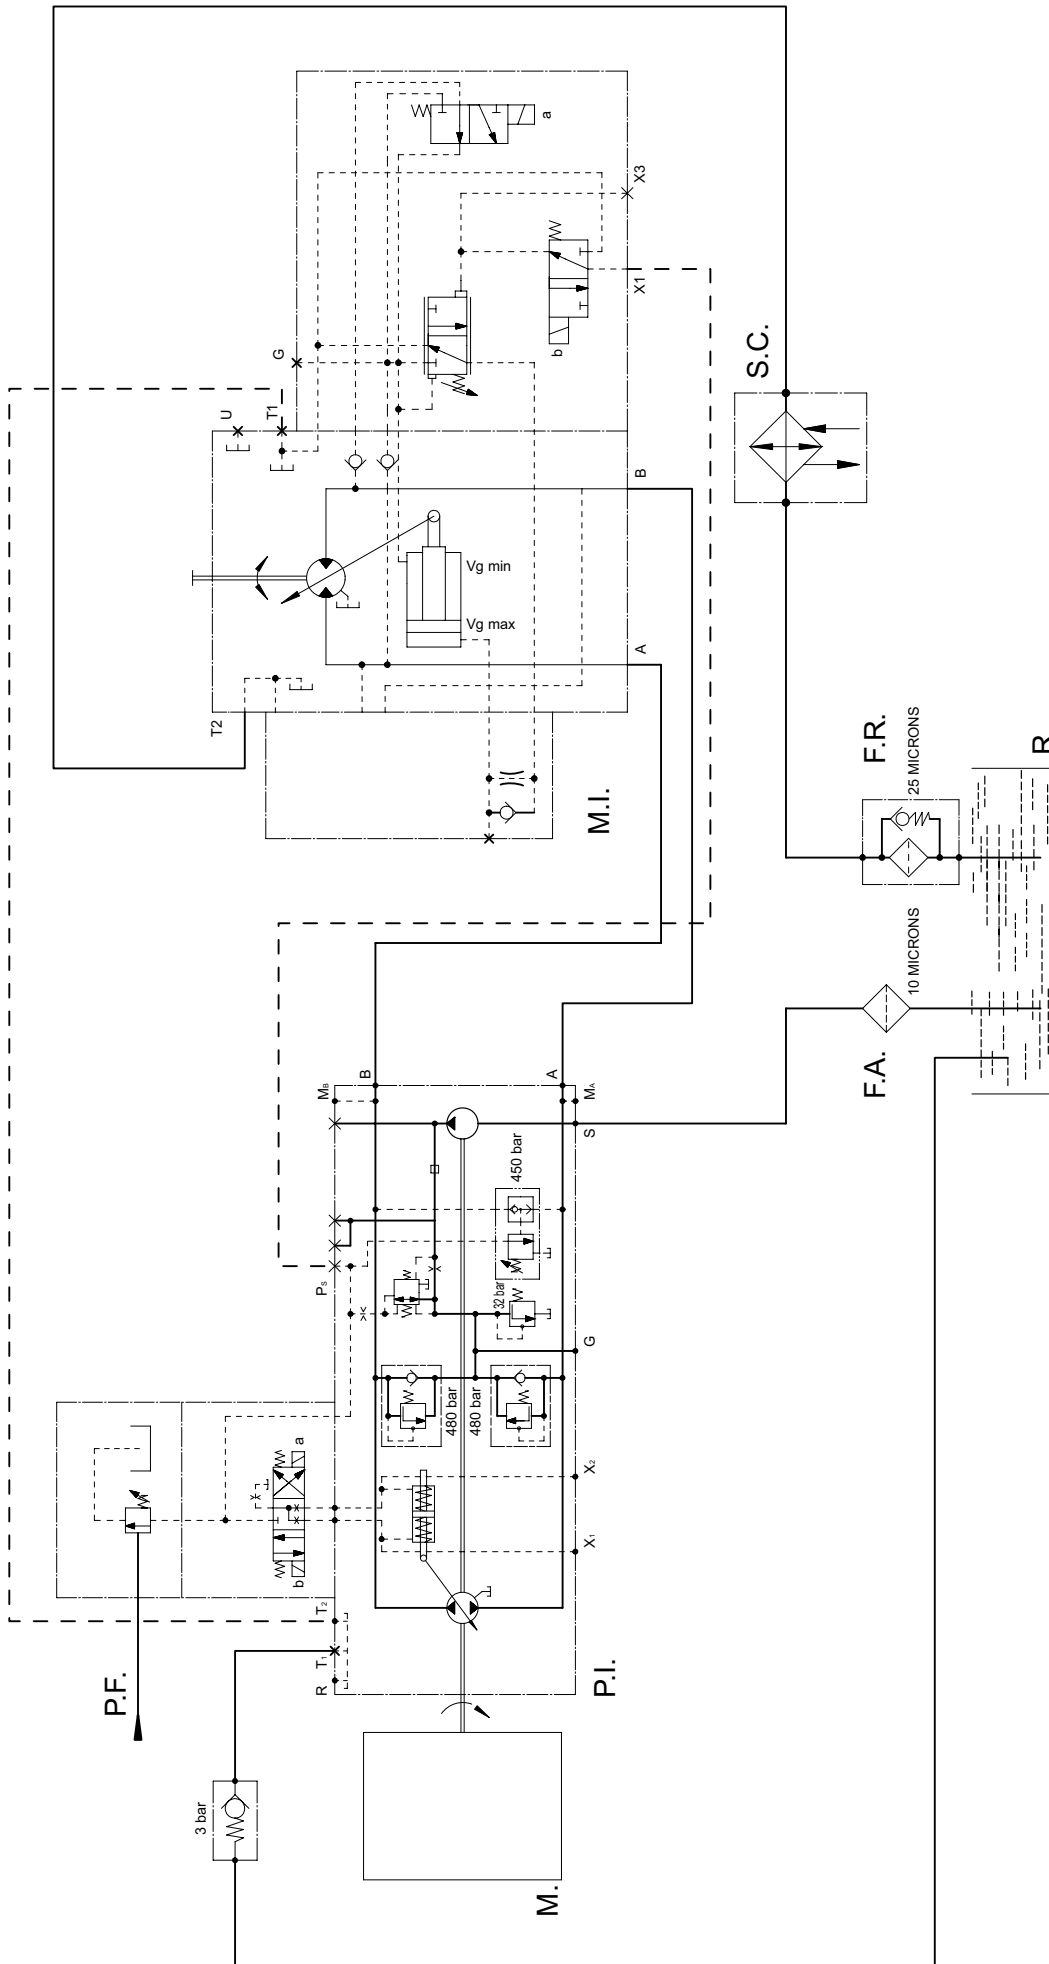 a
X3
X1
b
G
S.C.
T1
U
B
Vg min
Vg max
A
T2
M.I.
F.R.
25 MICRONS
10 MICRONS
F.A.
R
MB
B
A
MA
S
450 bar
PS
32 bar
G
480 bar
480 bar
a
b
X2
X1
T2
T1
R
P.F.
P.I.
3 bar
M.